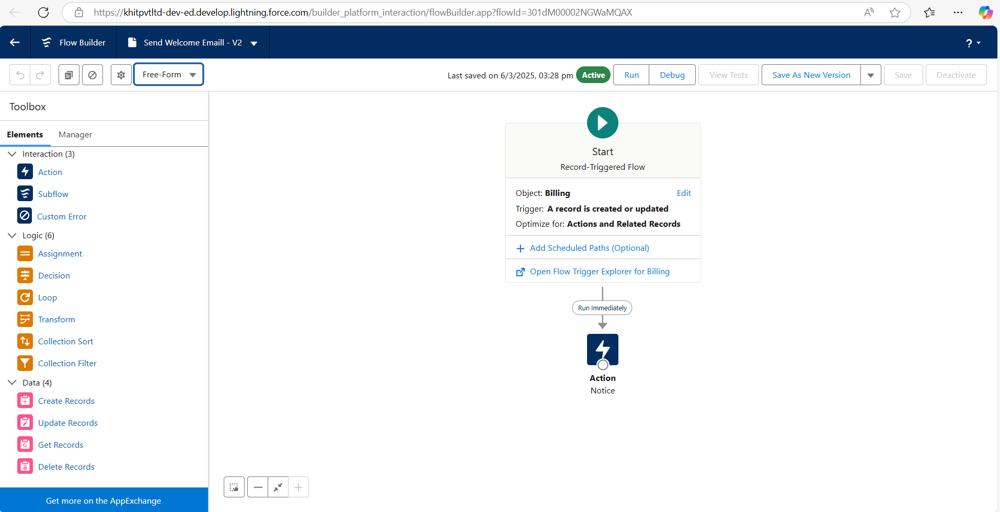 https://khitpvtltd-dev-ed.develop.lightning.force.com/builder_platform_interaction/flowBuilder.app?flowId=301dM00002NGWaMQAX
Flow Builder
Send Welcome Emaill - V2
?
Free-Form
Last saved on 6/3/2025, 03:28 pm
Active
Run
Debug
View Tests
Save As New Version
Save
Deactivate
Toolbox
Elements
Manager
Interaction (3)
Action
Subflow
Custom Error
Logic (6)
Assignment
Decision
Loop
Transform
Collection Sort
Collection Filter
Data (4)
Create Records
Update Records
Get Records
Delete Records
Get more on the AppExchange
Start
Record-Triggered Flow
Object: Billing
Edit
Trigger: A record is created or updated
Optimize for: Actions and Related Records
Add Scheduled Paths (Optional)
Open Flow Trigger Explorer for Billing
Run Immediately
Action
Notice